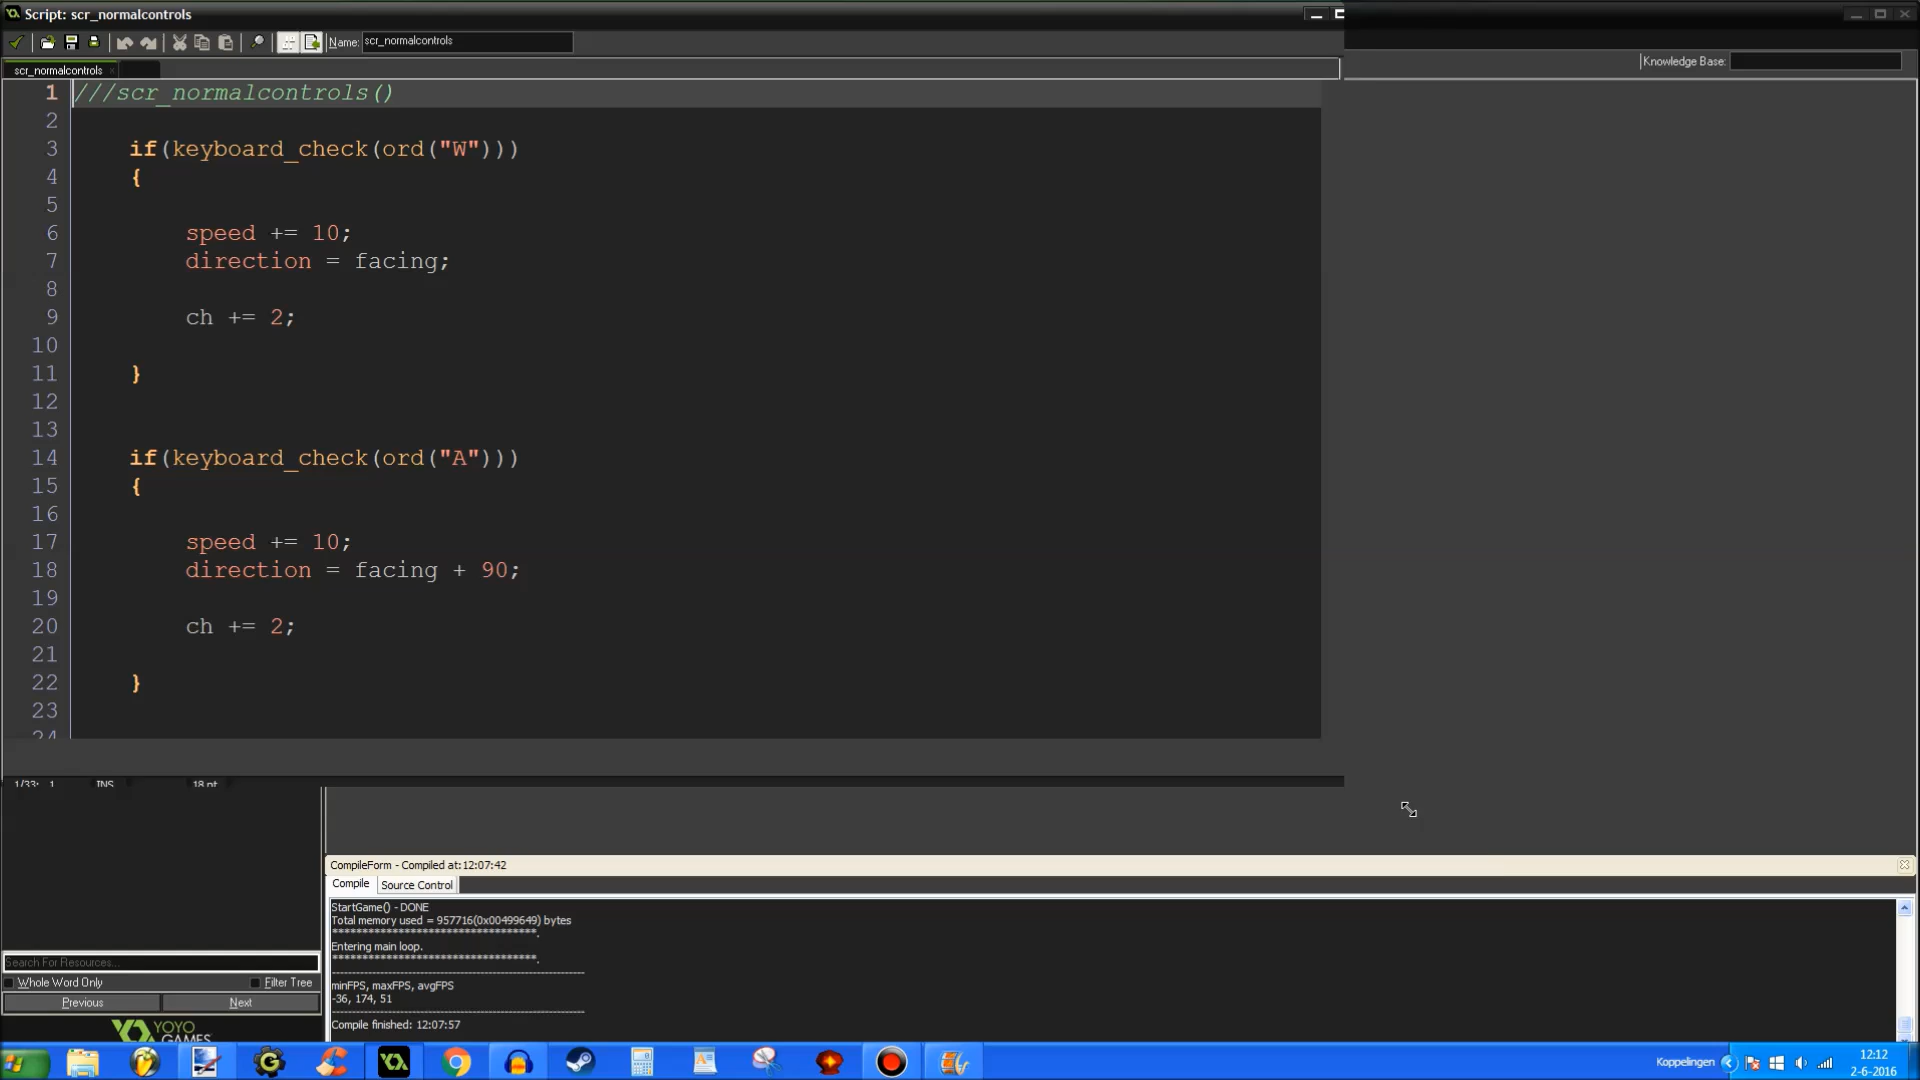 Script: scr_normalcontrols
Name: scr_normalcontrols
Knowledge Base:
scr_normalcontrols
1 ///scr_normalcontrols()
2
3 if(keyboard_check(ord("W")))
4 {
5
6 speed += 10;
7 direction = facing;
8
9 ch += 2;
10
11 }
12
13
14 if(keyboard_check(ord("A")))
15 {
16
17 speed += 10;
18 direction = facing + 90;
19
20 ch += 2;
21
22 }
23
24
1/33: 1 INS 18 pt
CompileForm - Compiled at:12:07:42
Compile Source Control
StartGame() - DONE
Total memory used = 957716(0x00499649) bytes
Entering main loop.
minFPS, maxFPS, avgFPS
-36, 174, 51
Compile finished: 12:07:57
Search For Resources...
Whole Word Only Filter Tree
Previous Next
YOYO
GAMES
Koppelingen
12:12
2-6-2016